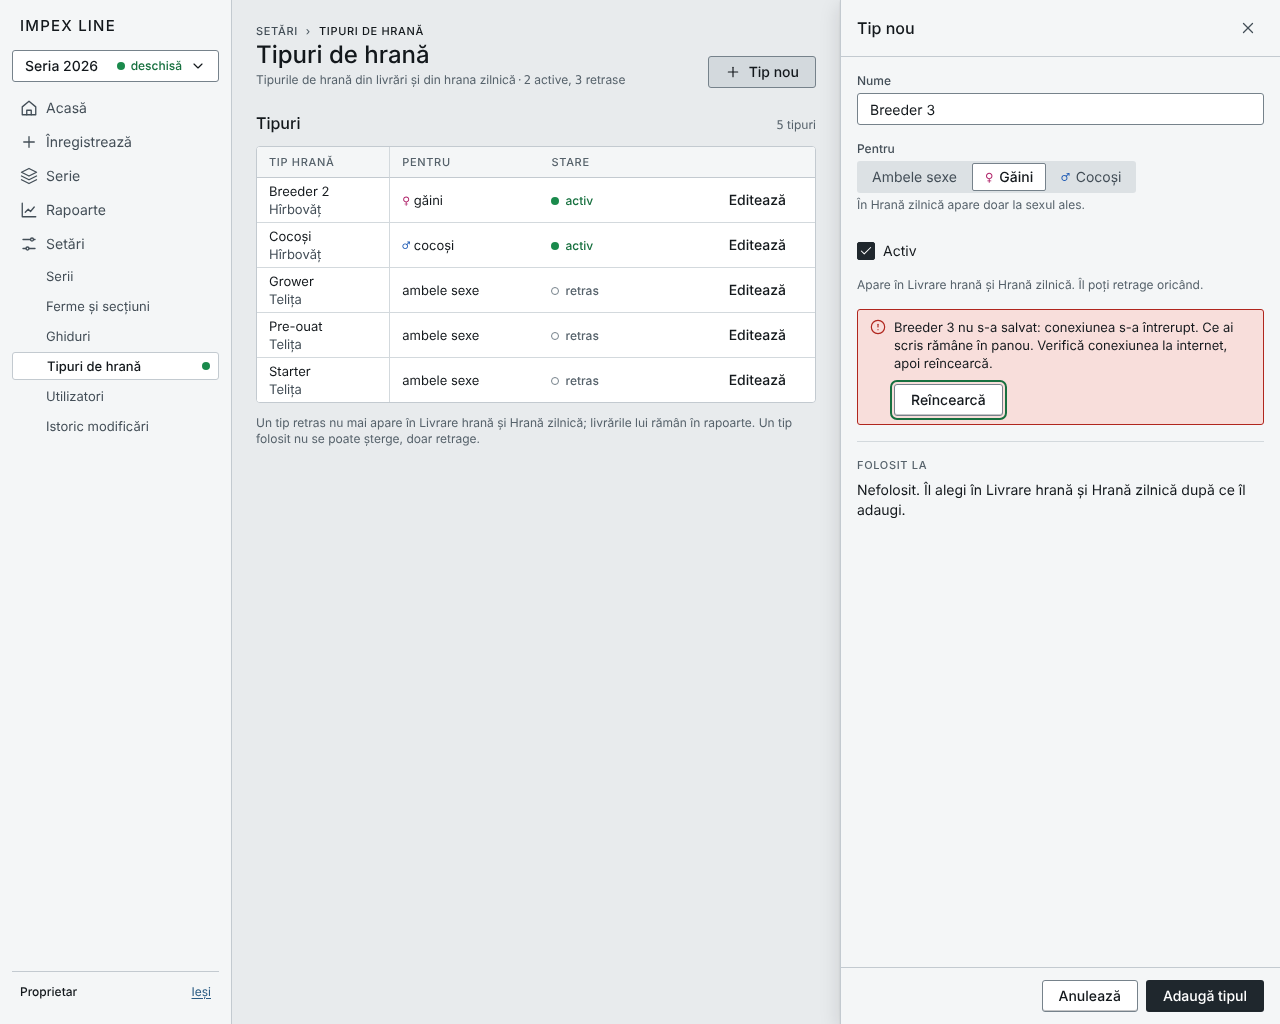 IMPEX LINE
Seria 2026 deschisă
Acasă
Înregistrează
Serie
Rapoarte
Setări
Serii
Ferme și secțiuni
Ghiduri
Tipuri de hrană
Utilizatori
Istoric modificări
Proprietar Ieși
SETĂRI › TIPURI DE HRANĂ
Tipuri de hrană
Tipurile de hrană din livrări și din hrana zilnică · 2 active, 3 retrase
Tip nou
Tipuri 5 tipuri
TIP HRANĂ PENTRU STARE
Breeder 2
Hîrbovăț
♀ găini activ Editează
Cocoși
Hîrbovăț
♂ cocoși activ Editează
Grower
Telița
ambele sexe retras Editează
Pre-ouat
Telița
ambele sexe retras Editează
Starter
Telița
ambele sexe retras Editează
Un tip retras nu mai apare în Livrare hrană și Hrană zilnică; livrările lui rămân în rapoarte. Un tip
folosit nu se poate șterge, doar retrage.
Tip nou
Nume
Breeder 3
Pentru
Ambele sexe ♀ Găini ♂ Cocoși
În Hrană zilnică apare doar la sexul ales.
Activ
Apare în Livrare hrană și Hrană zilnică. Îl poți retrage oricând.
Breeder 3 nu s-a salvat: conexiunea s-a întrerupt. Ce ai
scris rămâne în panou. Verifică conexiunea la internet,
apoi reîncearcă.
Reîncearcă
FOLOSIT LA
Nefolosit. Îl alegi în Livrare hrană și Hrană zilnică după ce îl
adaugi.
Anulează Adaugă tipul